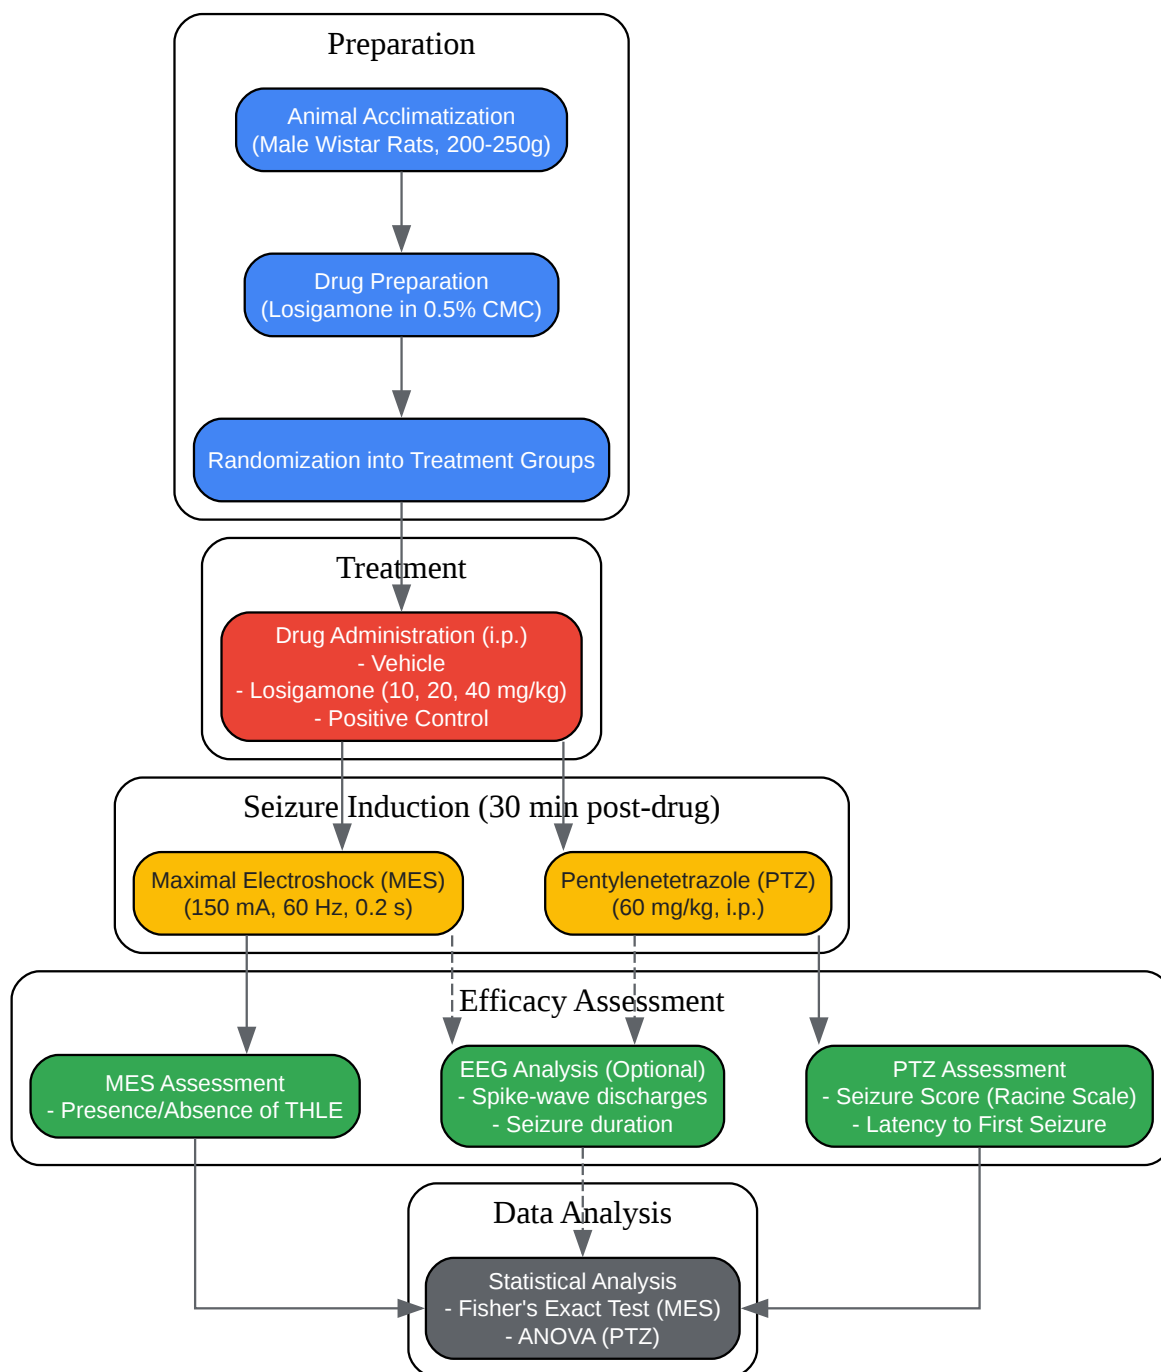 Preparation
Animal Acclimatization
(Male Wistar Rats, 200-250g)
Drug Preparation
(Losigamone in 0.5% CMC)
Randomization into Treatment Groups
Treatment
Drug Administration (i.p.)
- Vehicle
- Losigamone (10, 20, 40 mg/kg)
- Positive Control
Seizure Induction (30 min post-drug)
Maximal Electroshock (MES)
(150 mA, 60 Hz, 0.2 s)
Pentylenetetrazole (PTZ)
(60 mg/kg, i.p.)
Efficacy Assessment
MES Assessment
- Presence/Absence of THLE
EEG Analysis (Optional)
- Spike-wave discharges
- Seizure duration
PTZ Assessment
- Seizure Score (Racine Scale)
- Latency to First Seizure
Data Analysis
Statistical Analysis
- Fisher's Exact Test (MES)
- ANOVA (PTZ)